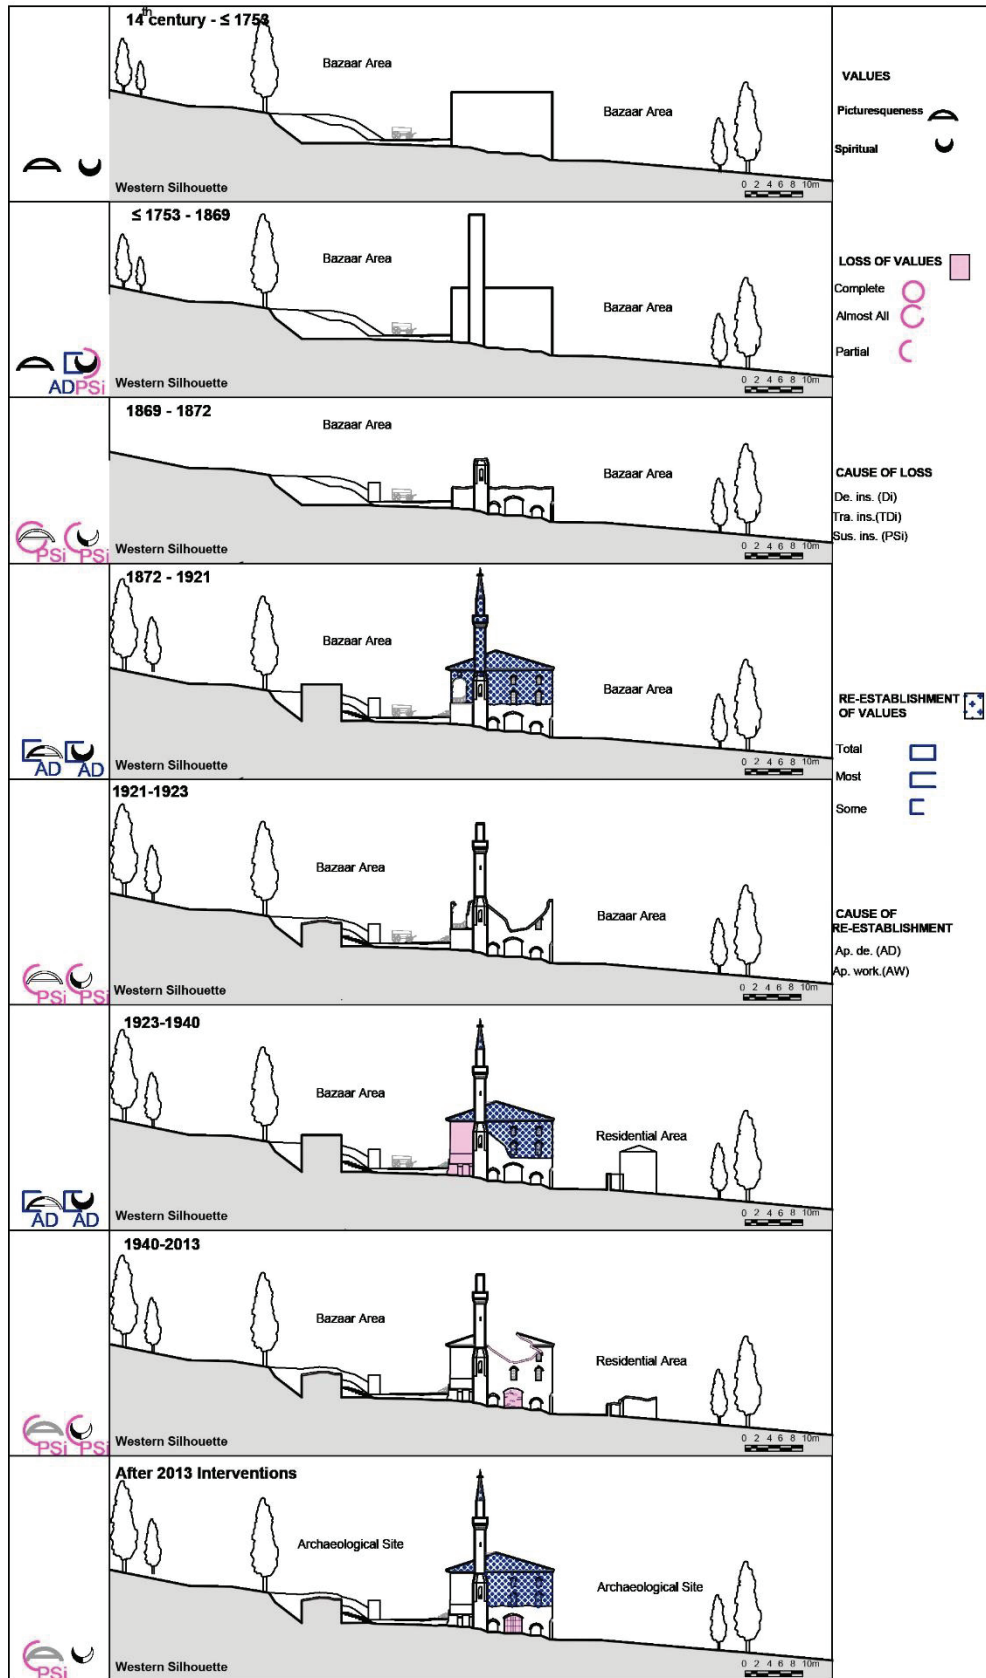 14th century - ≤ 1753
Bazaar Area
Bazaar Area
0 2 4 6 8 10m
Western Silhouette
≤ 1753 - 1869
Bazaar Area
Bazaar Area
0 2 4 6 8 10m
ADPSi
Western Silhouette
1869 - 1872
Bazaar Area
Bazaar Area
0 2 4 6 8 10m
PSi PSi
Western Silhouette
1872 - 1921
Bazaar Area
Bazaar Area
0 2 4 6 8 10m
AD AD
Western Silhouette
1921-1923
Bazaar Area
Bazaar Area
0 2 4 6 8 10m
PSi PSi
Western Silhouette
1923-1940
Bazaar Area
Residential Area
0 2 4 6 8 10m
AD AD
Western Silhouette
1940-2013
Bazaar Area
Residential Area
0 2 4 6 8 10m
PSi PSi
Western Silhouette
After 2013 Interventions
Archaeological Site
Archaeological Site
0 2 4 6 8 10m
PSi
Western Silhouette
VALUES
Picturesqueness
Spiritual
LOSS OF VALUES
Complete
Almost All
Partial
CAUSE OF LOSS
De. ins. (Di)
Tra. ins.(TDi)
Sus. ins. (PSi)
RE-ESTABLISHMENT
OF VALUES
Total
Most
Some
CAUSE OF
RE-ESTABLISHMENT
Ap. de. (AD)
Ap. work.(AW)